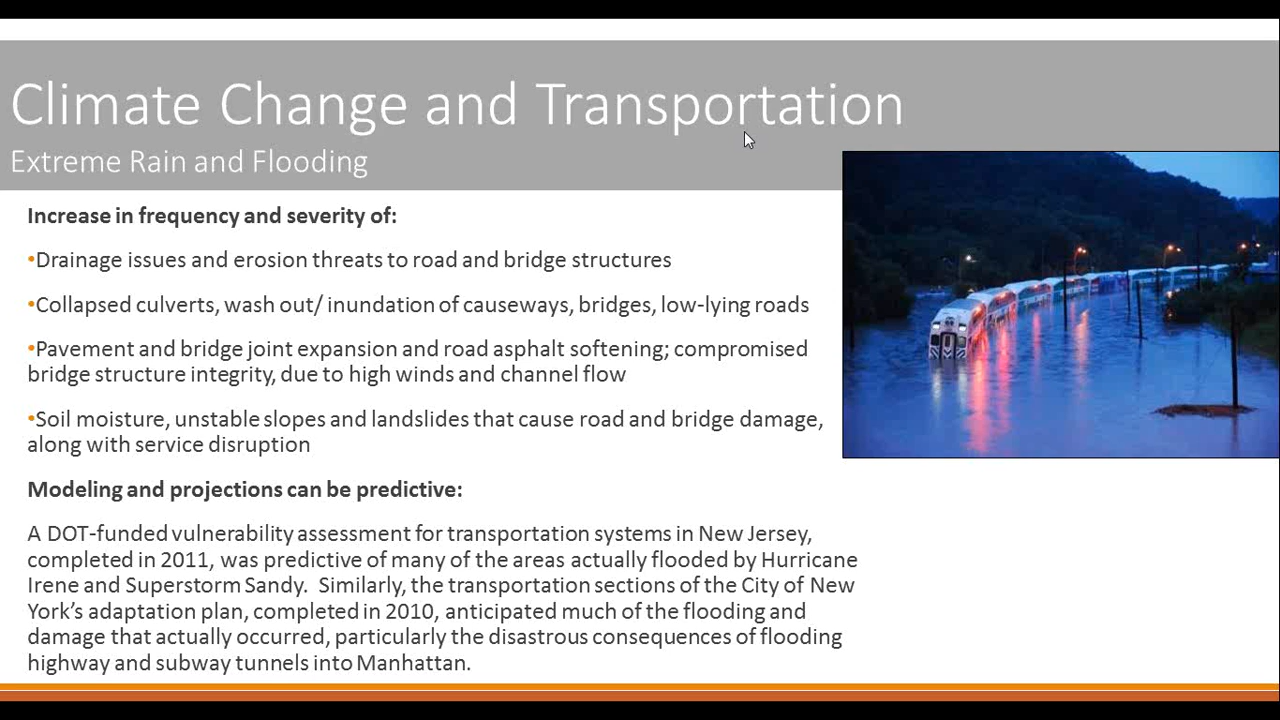 Climate Change and Transportation
Extreme Rain and Flooding
Increase in frequency and severity of:
•Drainage issues and erosion threats to road and bridge structures
•Collapsed culverts, wash out/ inundation of causeways, bridges, low-lying roads
•Pavement and bridge joint expansion and road asphalt softening; compromised
bridge structure integrity, due to high winds and channel flow
•Soil moisture, unstable slopes and landslides that cause road and bridge damage,
along with service disruption
Modeling and projections can be predictive:
A DOT-funded vulnerability assessment for transportation systems in New Jersey,
completed in 2011, was predictive of many of the areas actually flooded by Hurricane
Irene and Superstorm Sandy.  Similarly, the transportation sections of the City of New
York’s adaptation plan, completed in 2010, anticipated much of the flooding and
damage that actually occurred, particularly the disastrous consequences of flooding
highway and subway tunnels into Manhattan.